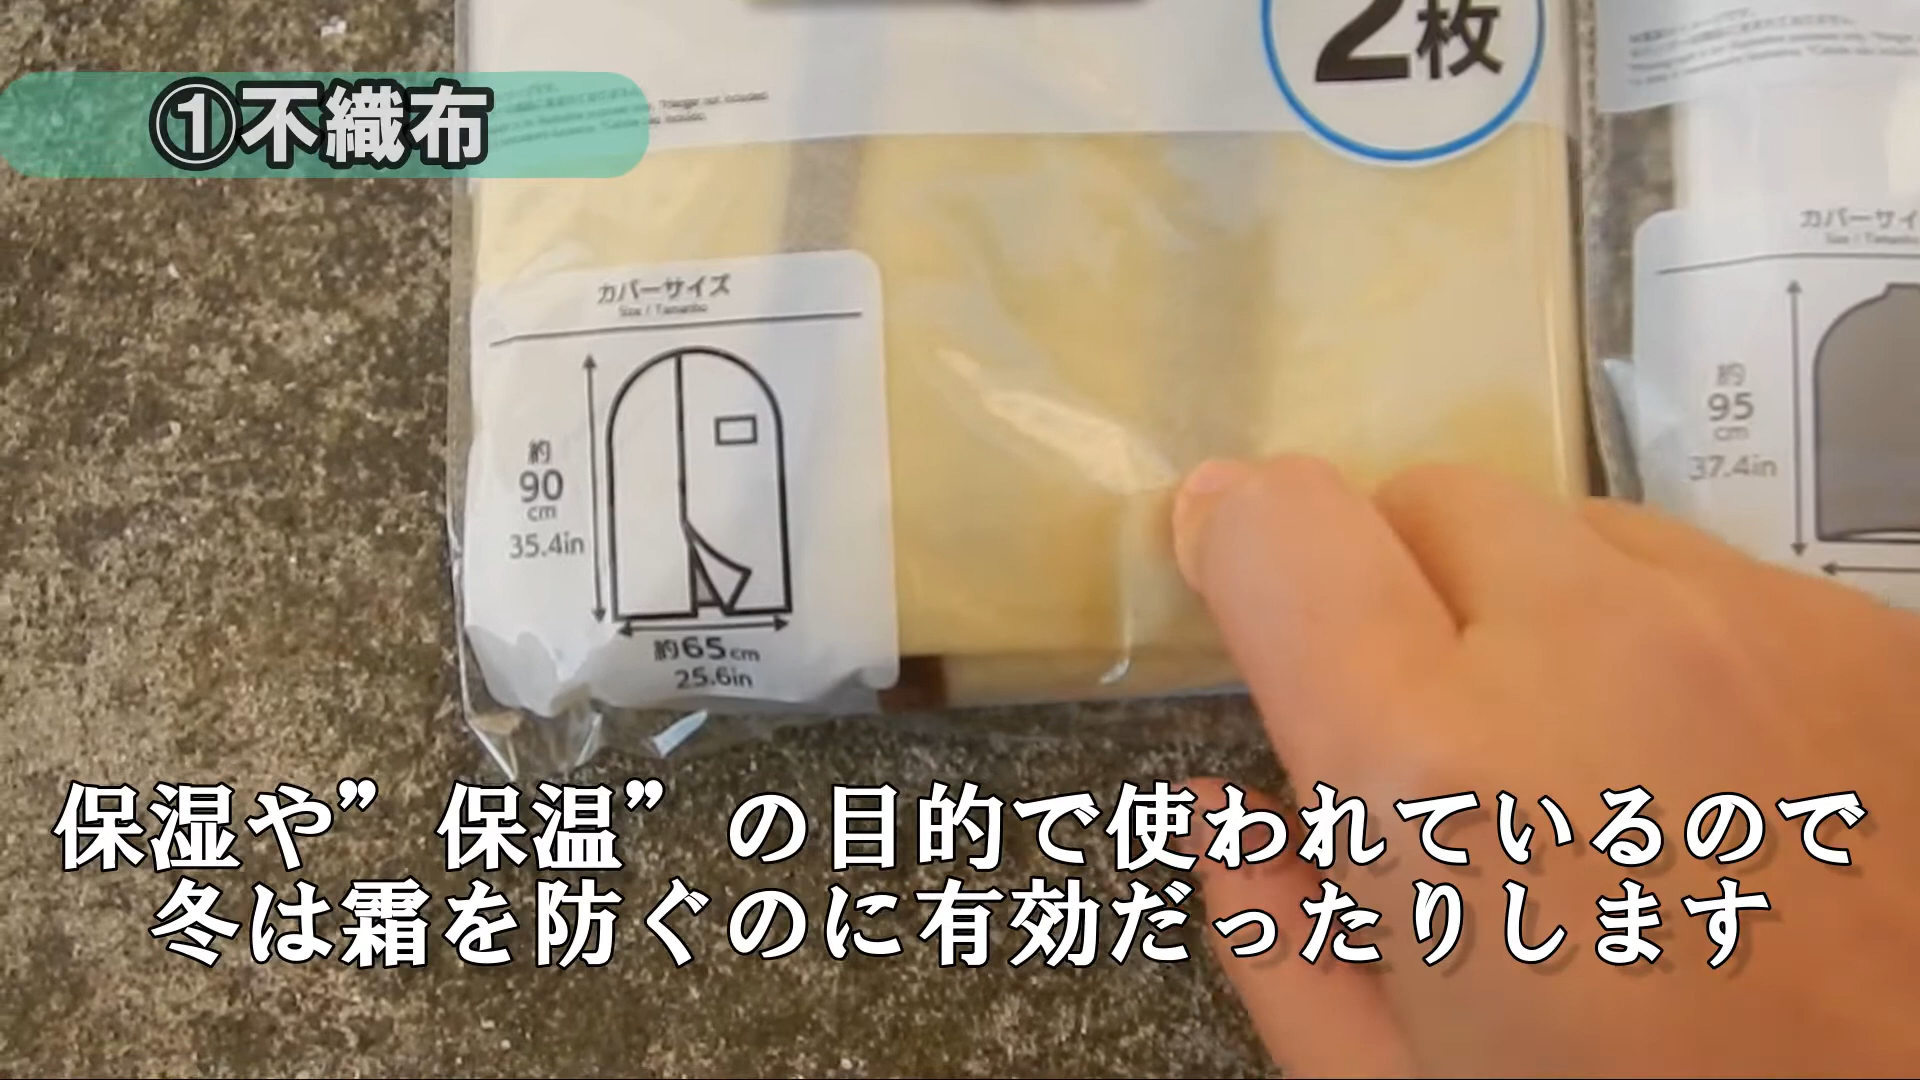 ①不織布
2枚
カバーサイズ
Size / Tamanho
約
90
cm
35.4in
約65cm
25.6in
カバーサイ
約
95
cm
37.4in
保湿や”保温”の目的で使われているので
冬は霜を防ぐのに有効だったりします